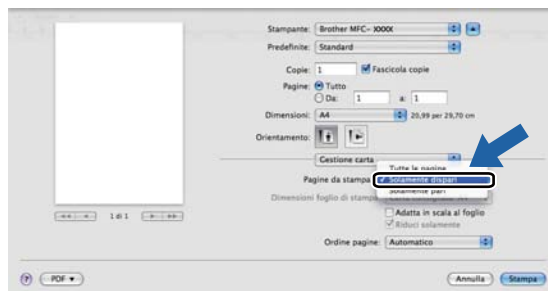 Stampante: Brother MFC- XXXX
Predefinite: Standard
Copie: 1 Fascicola copie
Pagine: Tutto
Da: 1 a: 1
Dimensioni: A4 20,99 per 29,70 cm
Orientamento:
Gestione carta
Tutte le pagine
Pagine da stampa Solamente dispari
Solamente pari
Dimensioni foglio di stampa
Adatta in scala al foglio
Riduci solamente
Ordine pagine: Automatico
1 di 1
? PDF Annulla Stampa